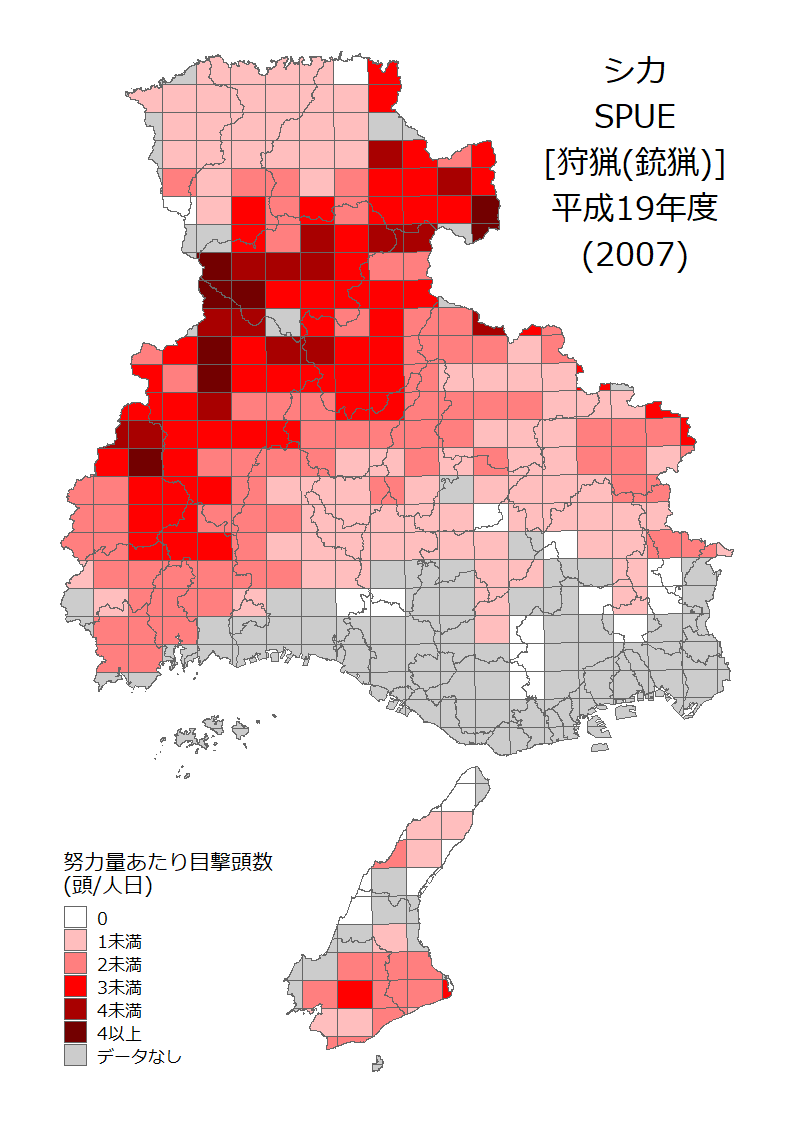 シカ
SPUE
[狩猟(銃猟)]
平成19年度
(2007)
努力量あたり目撃頭数
(頭/人日)
0
1未満
2未満
3未満
4未満
4以上
データなし